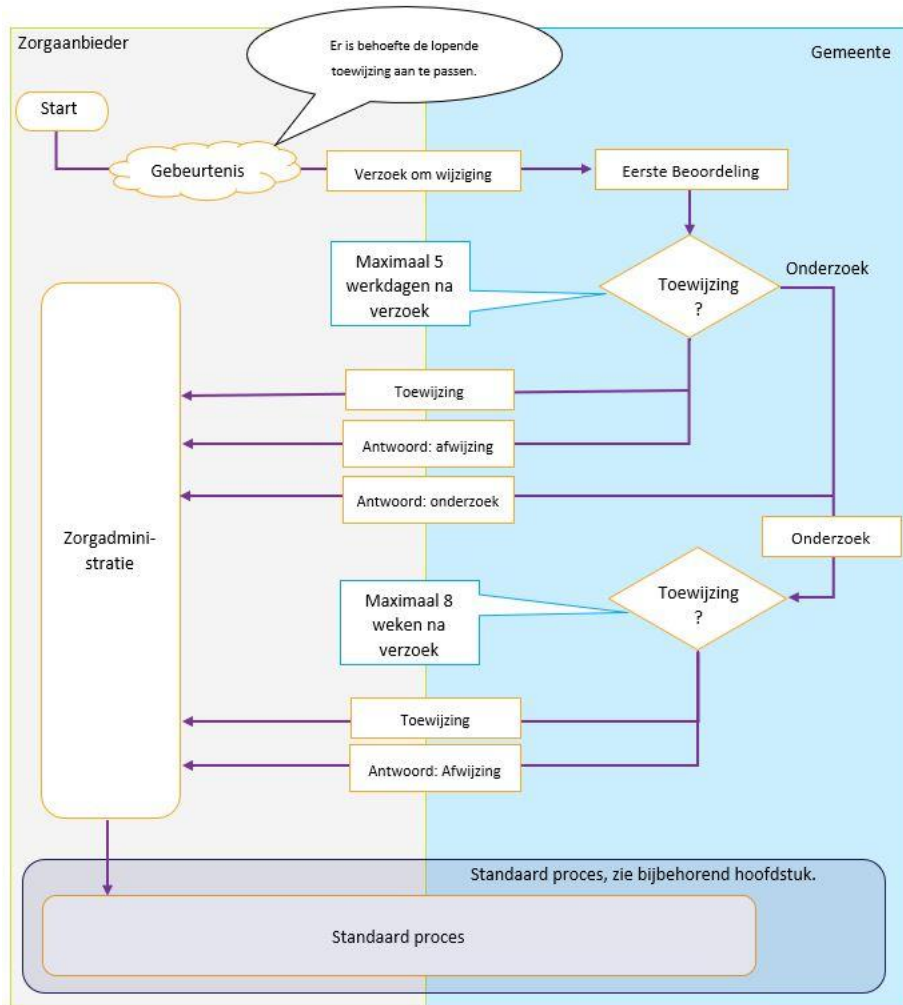 Zorgaanbieder
Gemeente
Er is behoefte de lopende
toewijzing aan te passen.
Start
Gebeurtenis
Verzoek om wijziging
Eerste Beoordeling
Maximaal 5
werkdagen na
verzoek
Toewijzing
?
Onderzoek
Toewijzing
Antwoord: afwijzing
Antwoord: onderzoek
Onderzoek
Zorgadmini-
stratie
Maximaal 8
weken na
verzoek
Toewijzing
?
Toewijzing
Antwoord: Afwijzing
Standaard proces, zie bijbehorend hoofdstuk.
Standaard proces